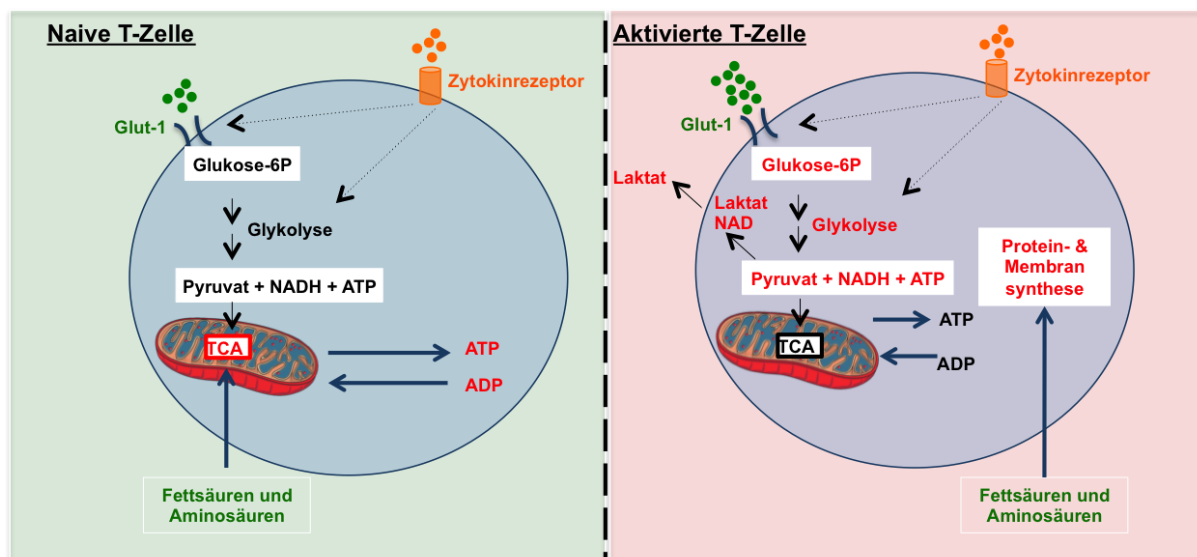 Naive T-Zelle
Zytokinrezeptor
Glut-1
Glukose-6P
Glykolyse
Pyruvat + NADH + ATP
TCA
ATP
ADP
Fettsäuren und
Aminosäuren
Aktivierte T-Zelle
Zytokinrezeptor
Glut-1
Glukose-6P
Laktat
Laktat
NAD
Glykolyse
Pyruvat + NADH + ATP
Protein- &
Membran
synthese
TCA
ATP
ADP
Fettsäuren und
Aminosäuren